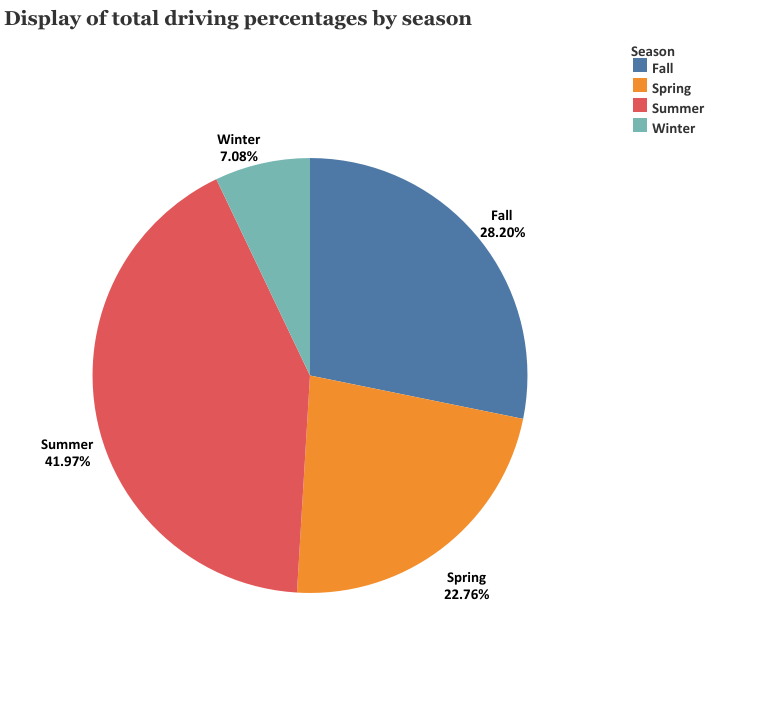 Display of total driving percentages by season
Season
Fall
Spring
Summer
Winter
Winter
7.08%
Fall
28.20%
Summer
41.97%
Spring
22.76%